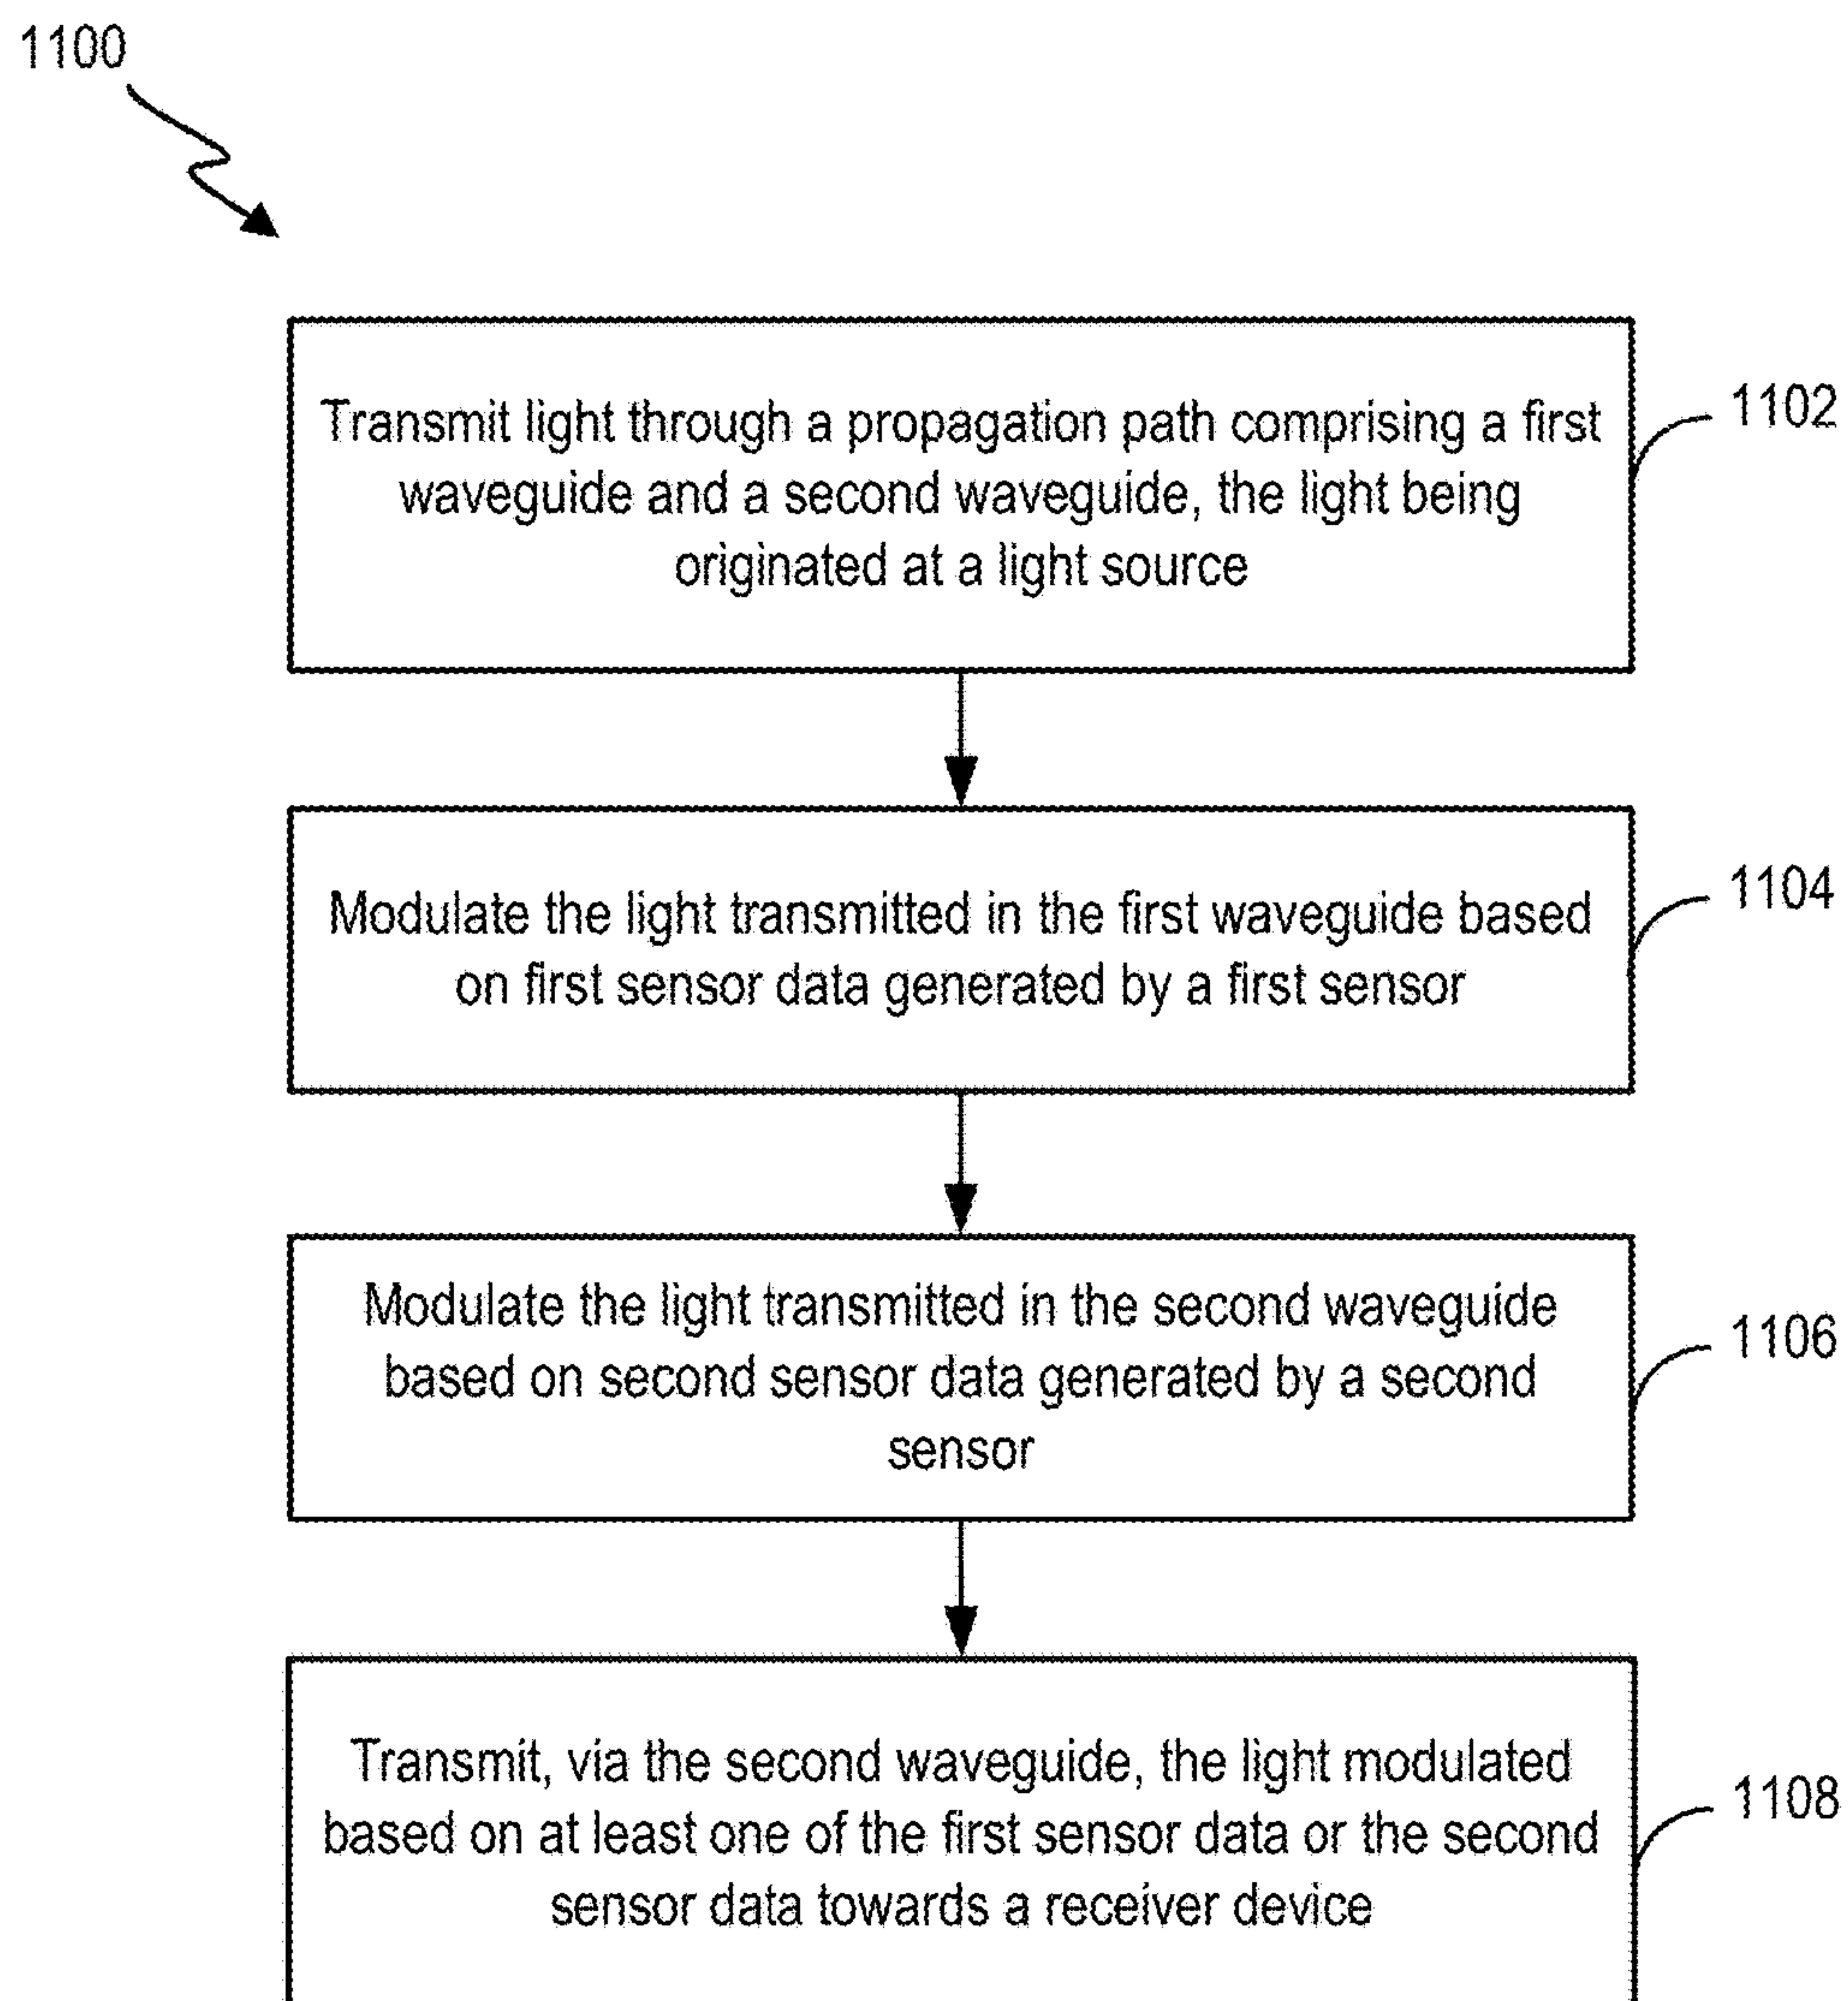 1100
Transmit light through a propagation path comprising a first
waveguide and a second waveguide, the light being
originated at a light source
1102
Modulate the light transmitted in the first waveguide based
on first sensor data generated by a first sensor
1104
Modulate the light transmitted in the second waveguide
based on second sensor data generated by a second
sensor
1106
Transmit, via the second waveguide, the light modulated
based on at least one of the first sensor data or the second
sensor data towards a receiver device
1108